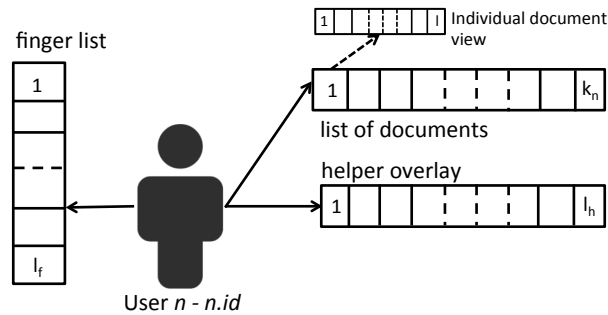 1 l Individual document
view
finger list
1
l_f
1 k_n
list of documents
helper overlay
1 l_h
User n - n.id